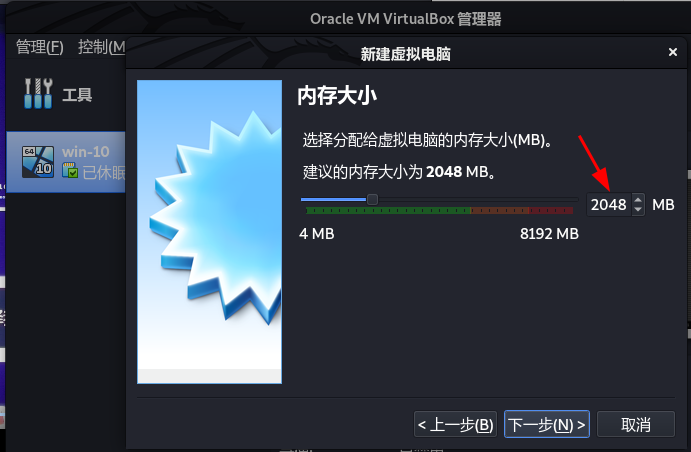 Oracle VM VirtualBox 管理器
管理(F) 控制(M
新建虚拟电脑
工具
内存大小
选择分配给虚拟电脑的内存大小(MB)。
建议的内存大小为 2048 MB。
64
10
win-10
已休眠
2048 MB
4 MB 8192 MB
< 上一步(B) 下一步(N) > 取消